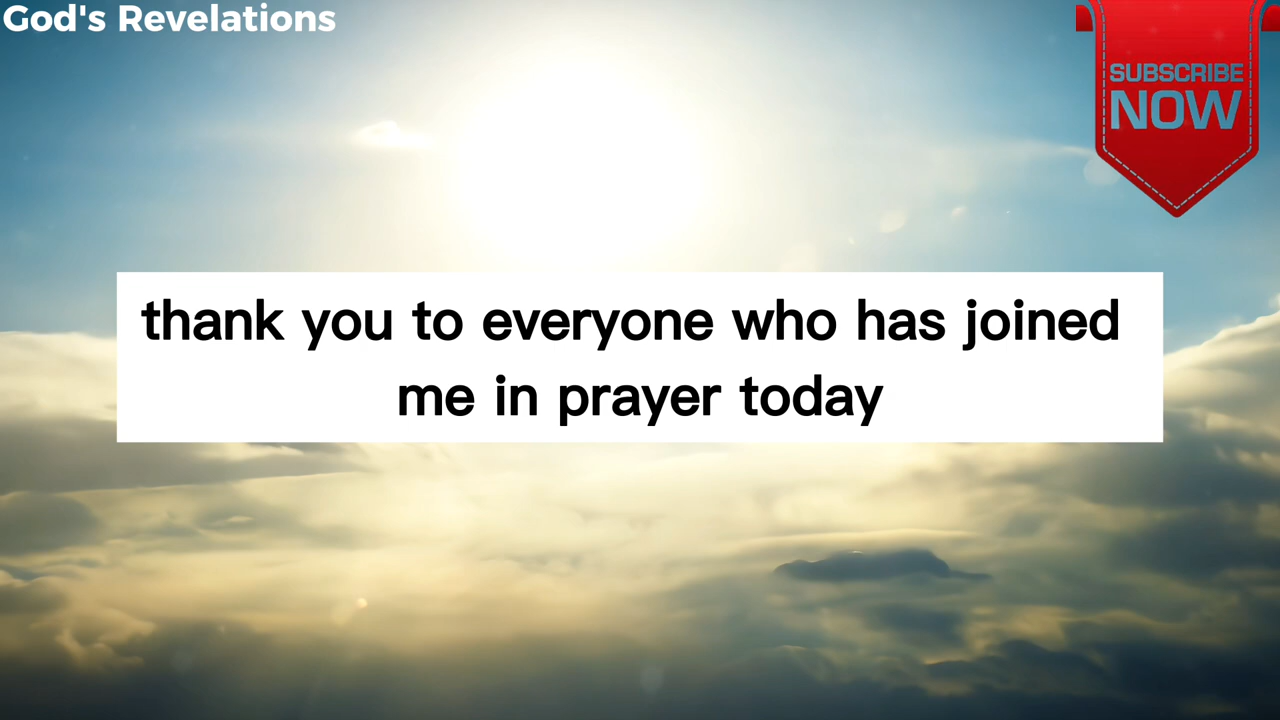 God's Revelations
SUBSCRIBE
NOW
thank you to everyone who has joined
me in prayer today